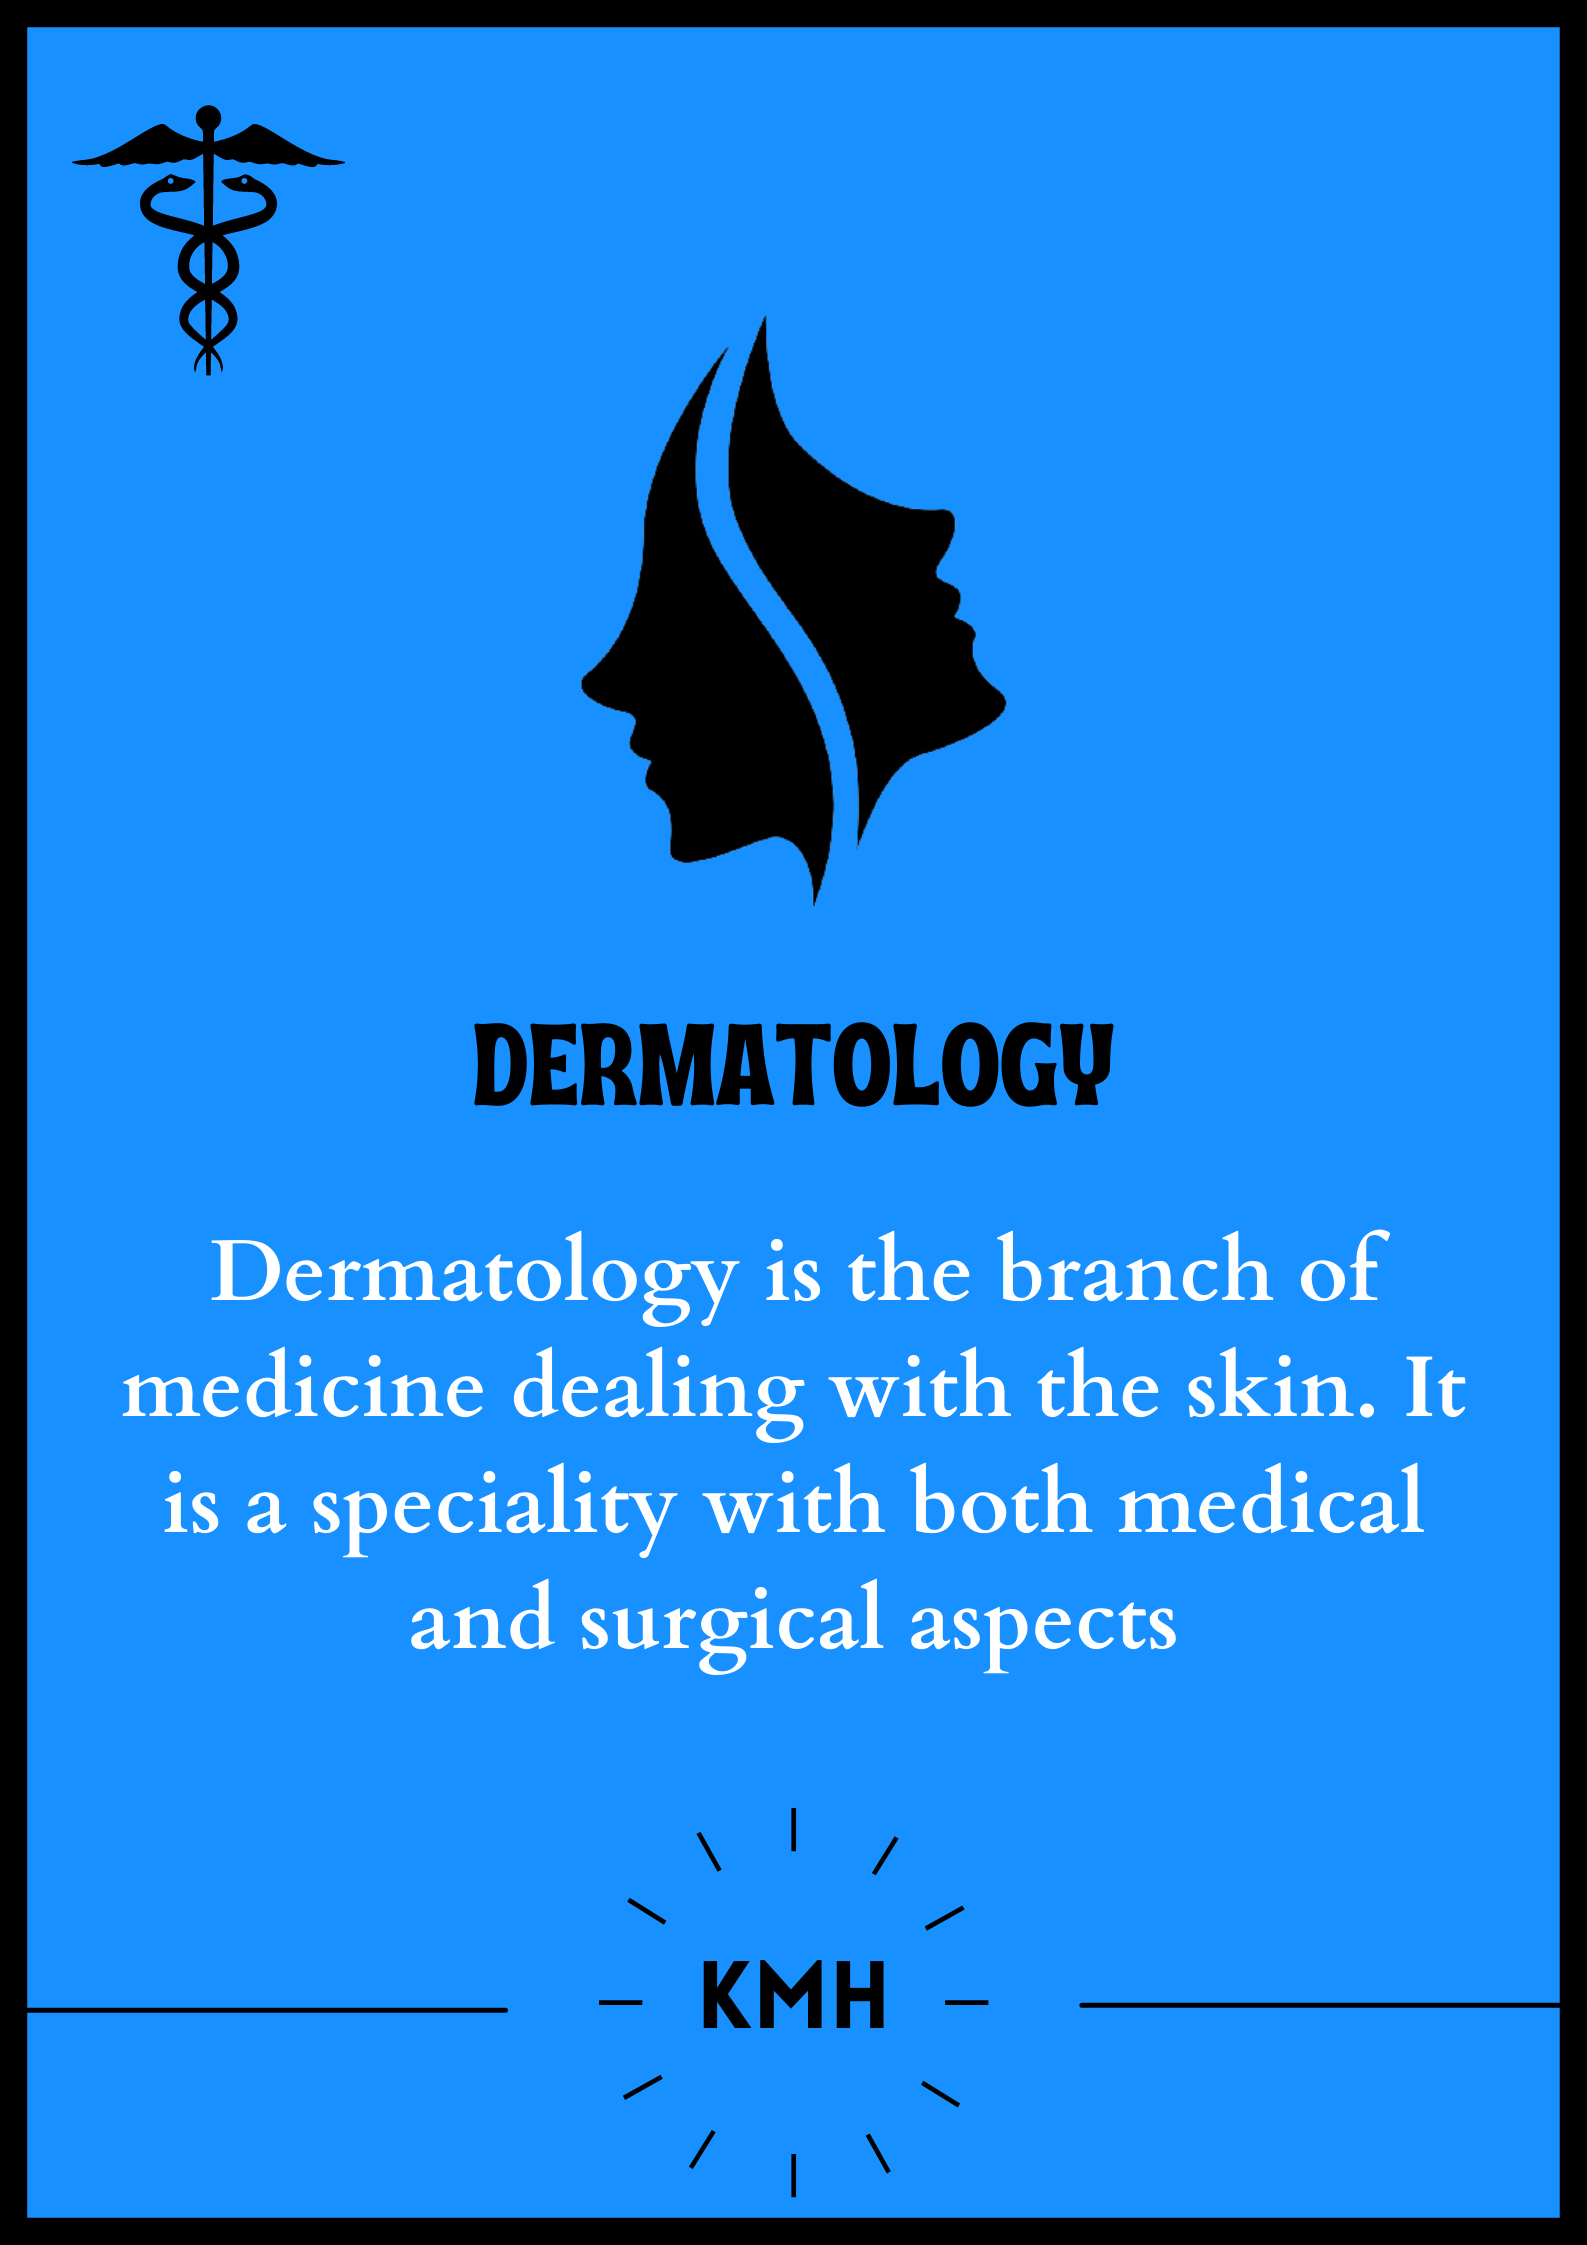 DERMATOLOGY
Dermatology is the branch of
medicine dealing with the skin. It
is a speciality with both medical
and surgical aspects
KMH